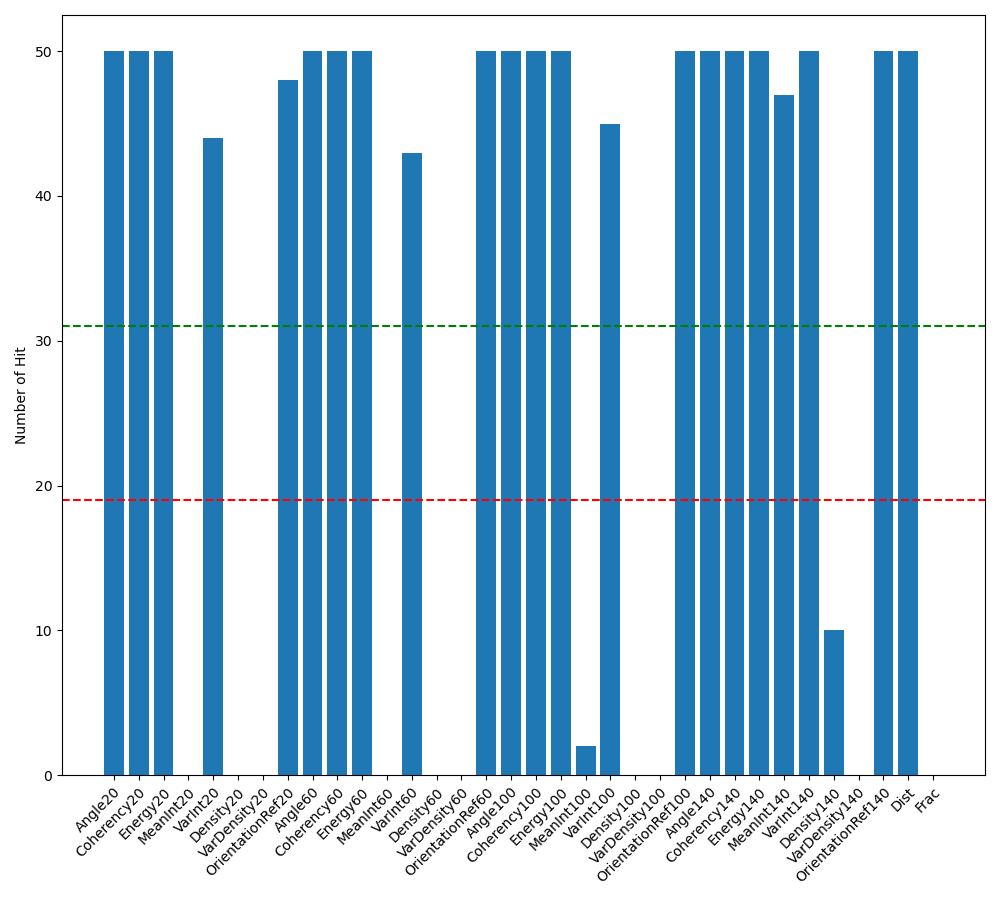 Number of Hit
50
40
30
20
10
0
Angle20
Coherency20
Energy20
MeanInt20
VarInt20
Density20
VarDensity20
OrientationRef20
Angle60
Coherency60
Energy60
MeanInt60
VarInt60
Density60
VarDensity60
OrientationRef60
Angle100
Coherency100
Energy100
MeanInt100
VarInt100
Density100
VarDensity100
OrientationRef100
Angle140
Coherency140
Energy140
MeanInt140
VarInt140
Density140
VarDensity140
OrientationRef140
Dist
Frac